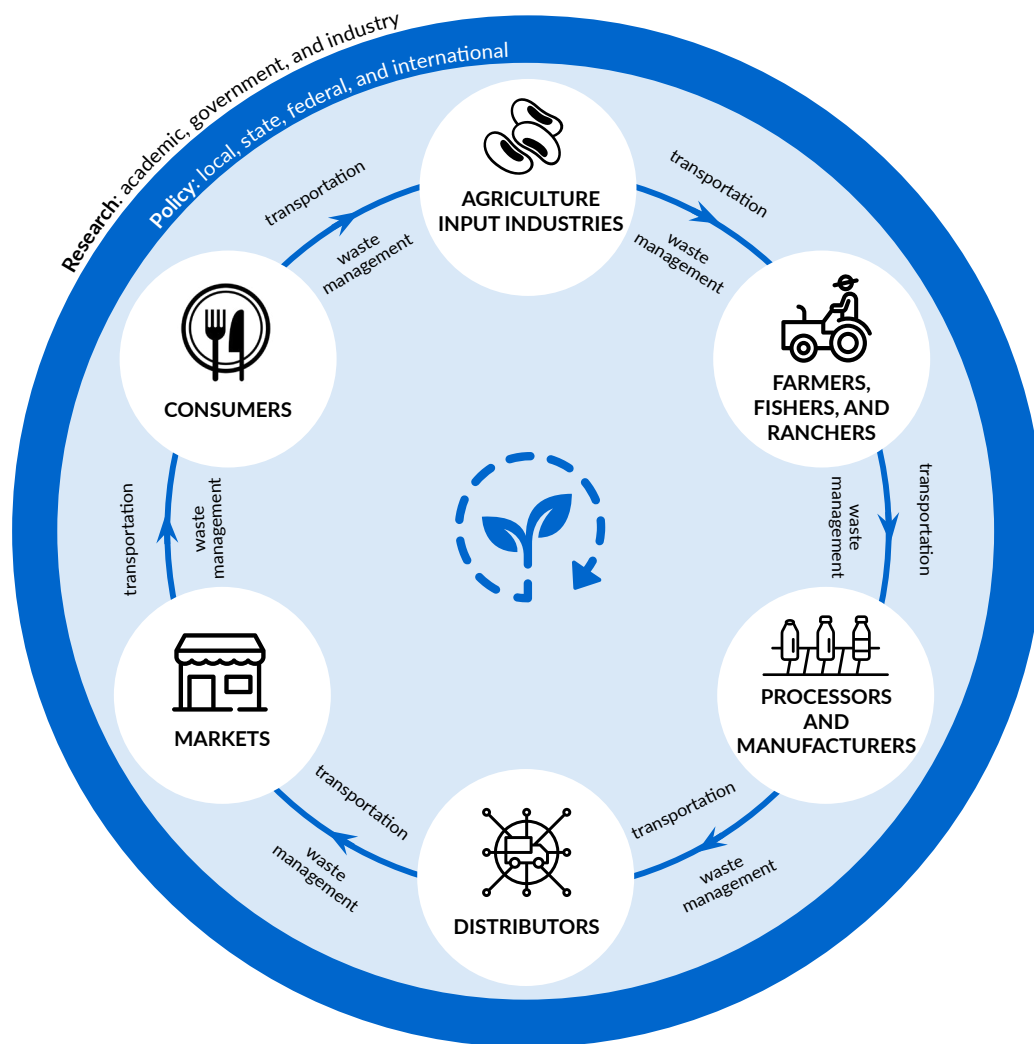 Research: academic, government, and industry
Policy: local, state, federal, and international
AGRICULTURE
INPUT INDUSTRIES
transportation
waste
management
FARMERS,
FISHERS, AND
RANCHERS
transportation
waste
management
PROCESSORS
AND
MANUFACTURERS
transportation
waste
management
DISTRIBUTORS
transportation
waste
management
MARKETS
transportation
waste
management
CONSUMERS
transportation
waste
management